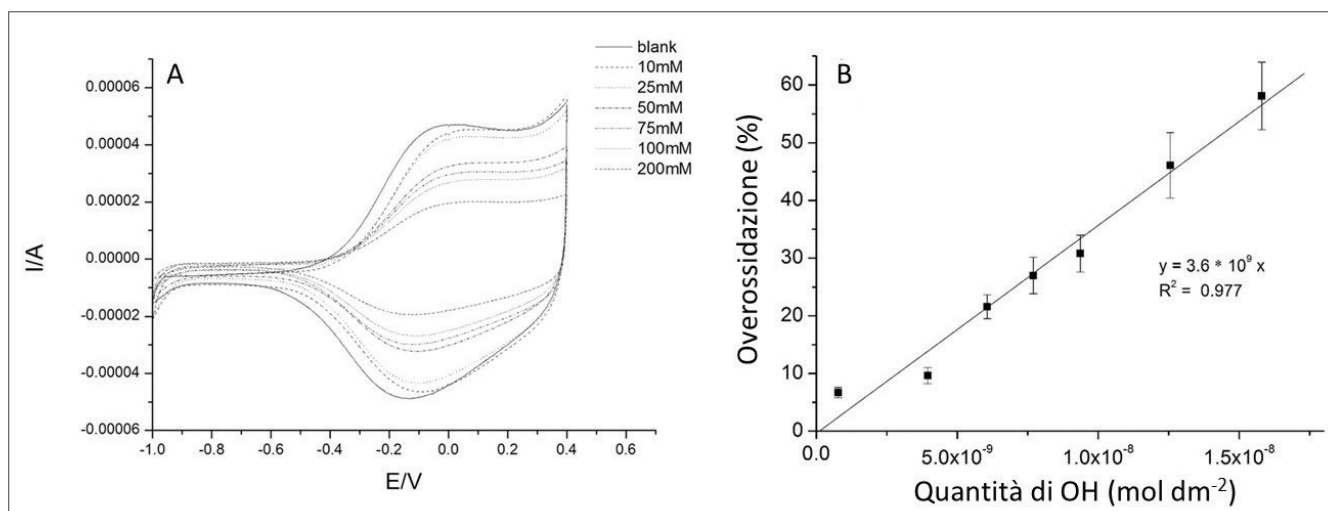 A
blank
10mM
25mM
50mM
75mM
100mM
200mM
0.00006
0.00004
0.00002
0.00000
-0.00002
-0.00004
-0.00006
I/A
-1.0 -0.8 -0.6 -0.4 -0.2 0.0 0.2 0.4 0.6
E/V
B
60
50
40
30
20
10
0
Overossidazione (%)
y = 3.6 * 10⁹ x
R² = 0.977
0.0 5.0x10⁻⁹ 1.0x10⁻⁸ 1.5x10⁻⁸
Quantità di OH (mol dm⁻²)